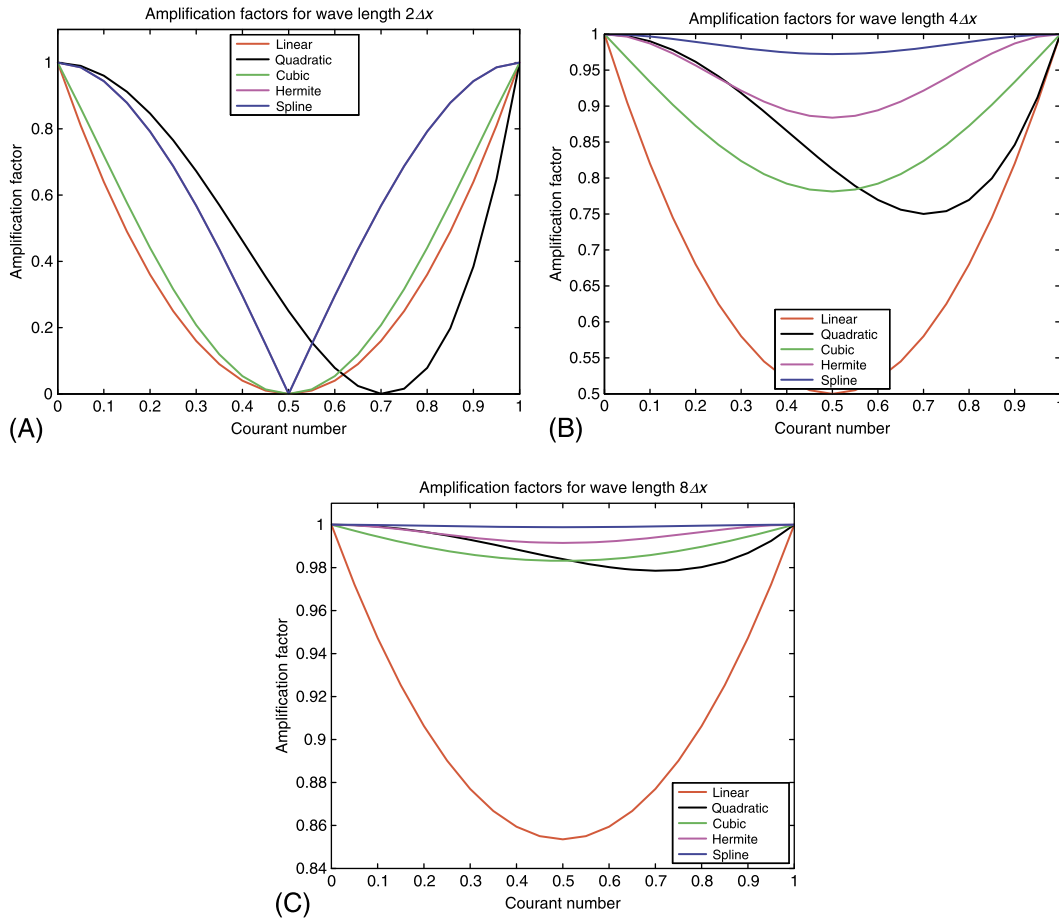 Amplification factors for wave length 2Δx
Linear
Quadratic
Cubic
Hermite
Spline
Amplification factor
1
0.8
0.6
0.4
0.2
0
0 0.1 0.2 0.3 0.4 0.5 0.6 0.7 0.8 0.9 1
Courant number
(A)
Amplification factors for wave length 4Δx
Amplification factor
1
0.95
0.9
0.85
0.8
0.75
0.7
0.65
0.6
0.55
0.5
Linear
Quadratic
Cubic
Hermite
Spline
0 0.1 0.2 0.3 0.4 0.5 0.6 0.7 0.8 0.9 1
Courant number
(B)
Amplification factors for wave length 8Δx
Amplification factor
1
0.98
0.96
0.94
0.92
0.9
0.88
0.86
0.84
Linear
Quadratic
Cubic
Hermite
Spline
0 0.1 0.2 0.3 0.4 0.5 0.6 0.7 0.8 0.9 1
Courant number
(C)